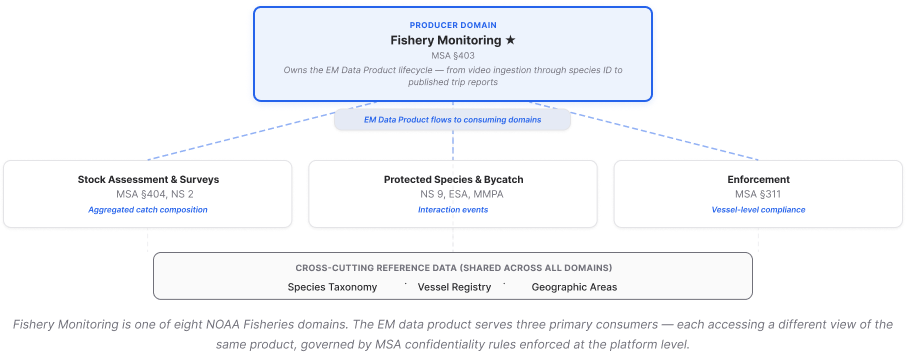 PRODUCER DOMAIN
Fishery Monitoring ★
MSA §403
Owns the EM Data Product lifecycle — from video ingestion through species ID to
published trip reports
EM Data Product flows to consuming domains
Stock Assessment & Surveys
MSA §404, NS 2
Aggregated catch composition
Protected Species & Bycatch
NS 9, ESA, MMPA
Interaction events
Enforcement
MSA §311
Vessel-level compliance
CROSS-CUTTING REFERENCE DATA (SHARED ACROSS ALL DOMAINS)
Species Taxonomy · Vessel Registry · Geographic Areas
Fishery Monitoring is one of eight NOAA Fisheries domains. The EM data product serves three primary consumers — each accessing a different view of the
same product, governed by MSA confidentiality rules enforced at the platform level.